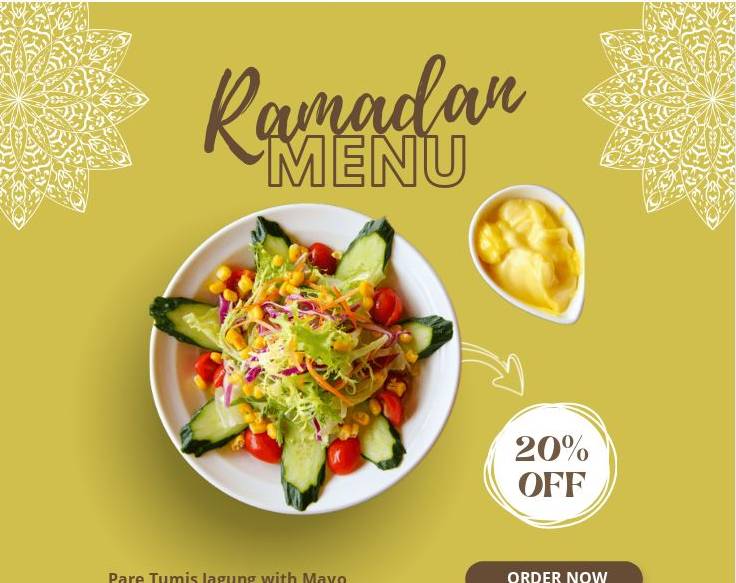 Ramadan
MENU
20%
OFF
Pare Tumis Jagung with Mayo
ORDER NOW